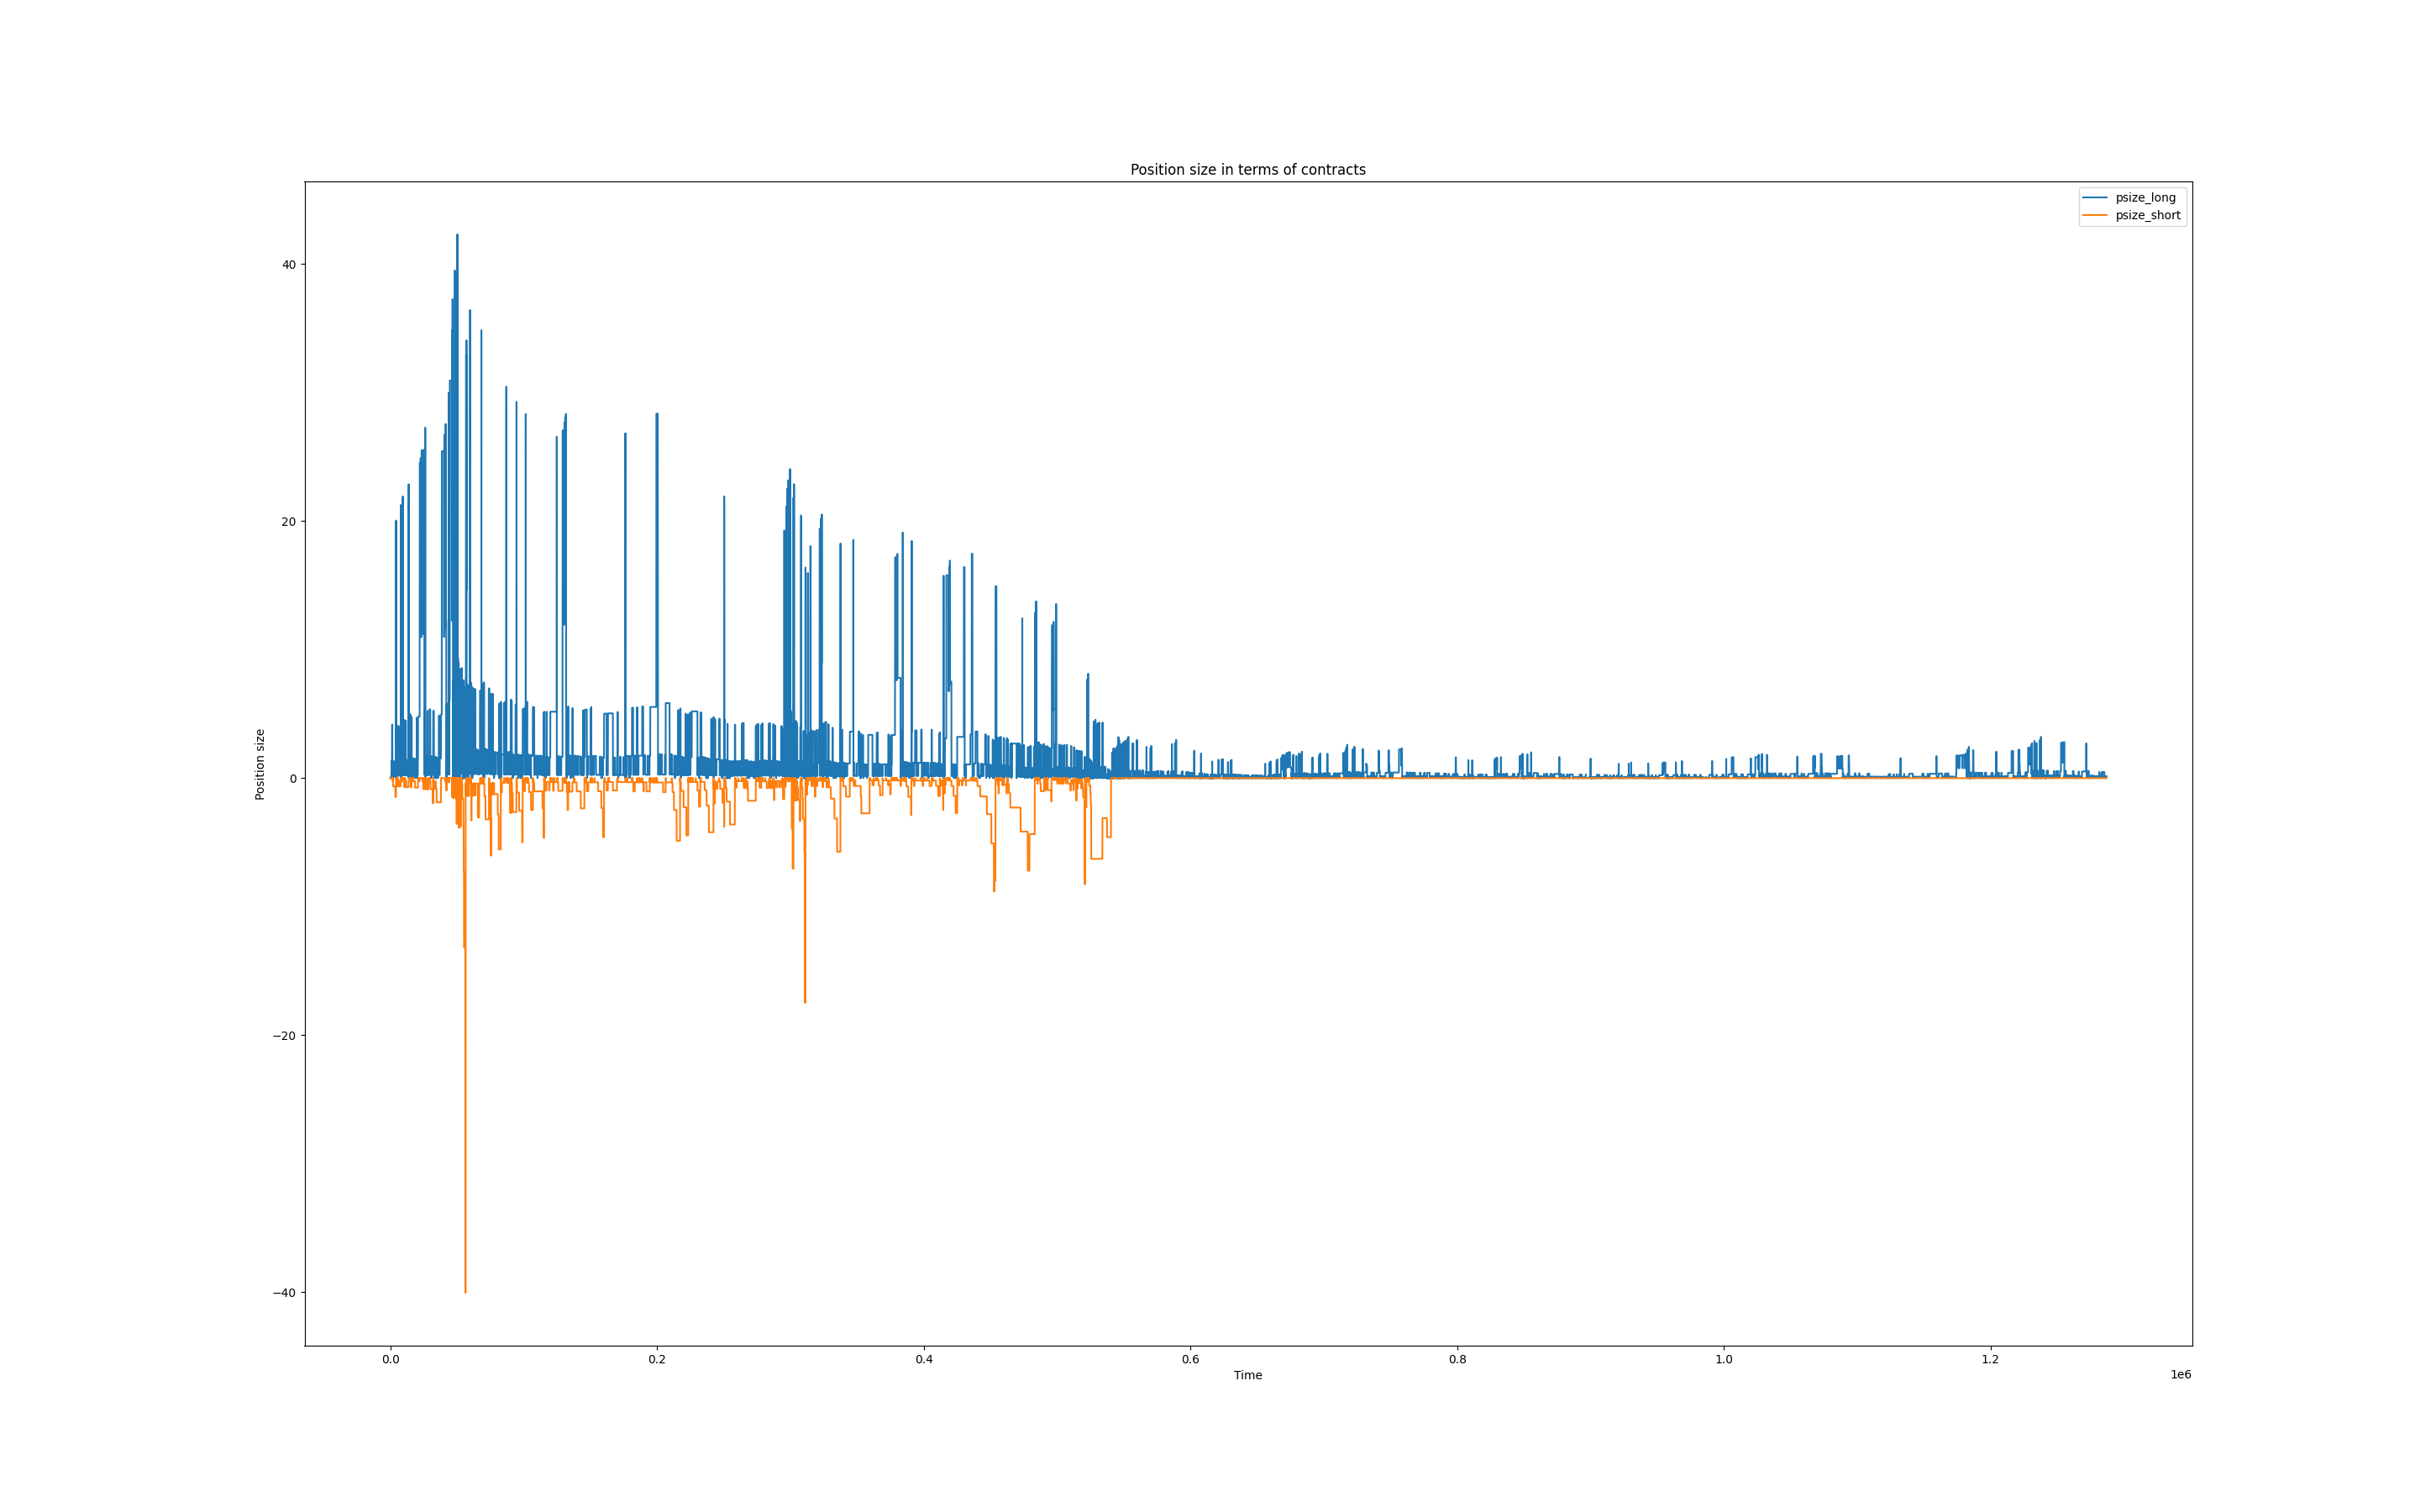 Position size in terms of contracts
psize_long
psize_short
Position size
40
20
0
−20
−40
0.0
0.2
0.4
0.6
0.8
1.0
1.2
1e6
Time